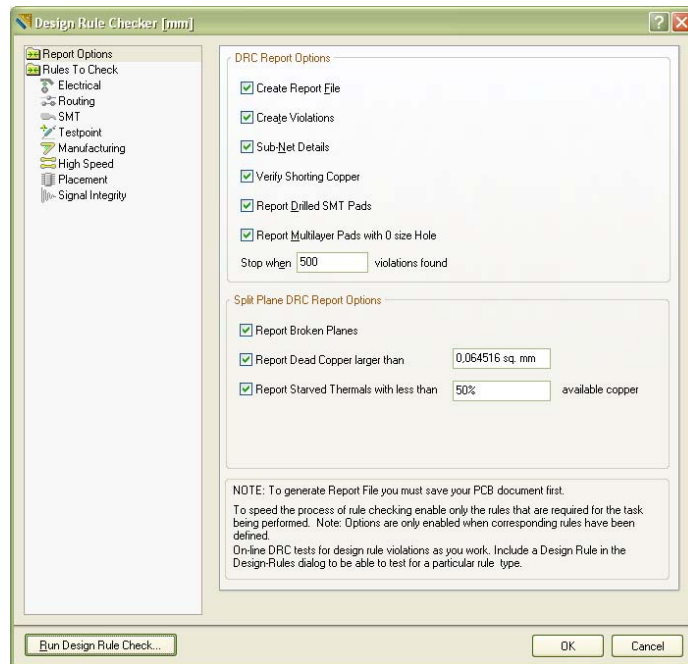 Design Rule Checker [mm]
Report Options
Rules To Check
Electrical
Routing
SMT
Testpoint
Manufacturing
High Speed
Placement
Signal Integrity
DRC Report Options
Create Report File
Create Violations
Sub-Net Details
Verify Shorting Copper
Report Drilled SMT Pads
Report Multilayer Pads with 0 size Hole
Stop when 500 violations found
Split Plane DRC Report Options
Report Broken Planes
Report Dead Copper larger than 0,064516 sq. mm
Report Starved Thermals with less than 50% available copper
NOTE: To generate Report File you must save your PCB document first.
To speed the process of rule checking enable only the rules that are required for the task
being performed. Note: Options are only enabled when corresponding rules have been
defined.
On-line DRC tests for design rule violations as you work. Include a Design Rule in the
Design-Rules dialog to be able to test for a particular rule type.
Run Design Rule Check...
OK
Cancel